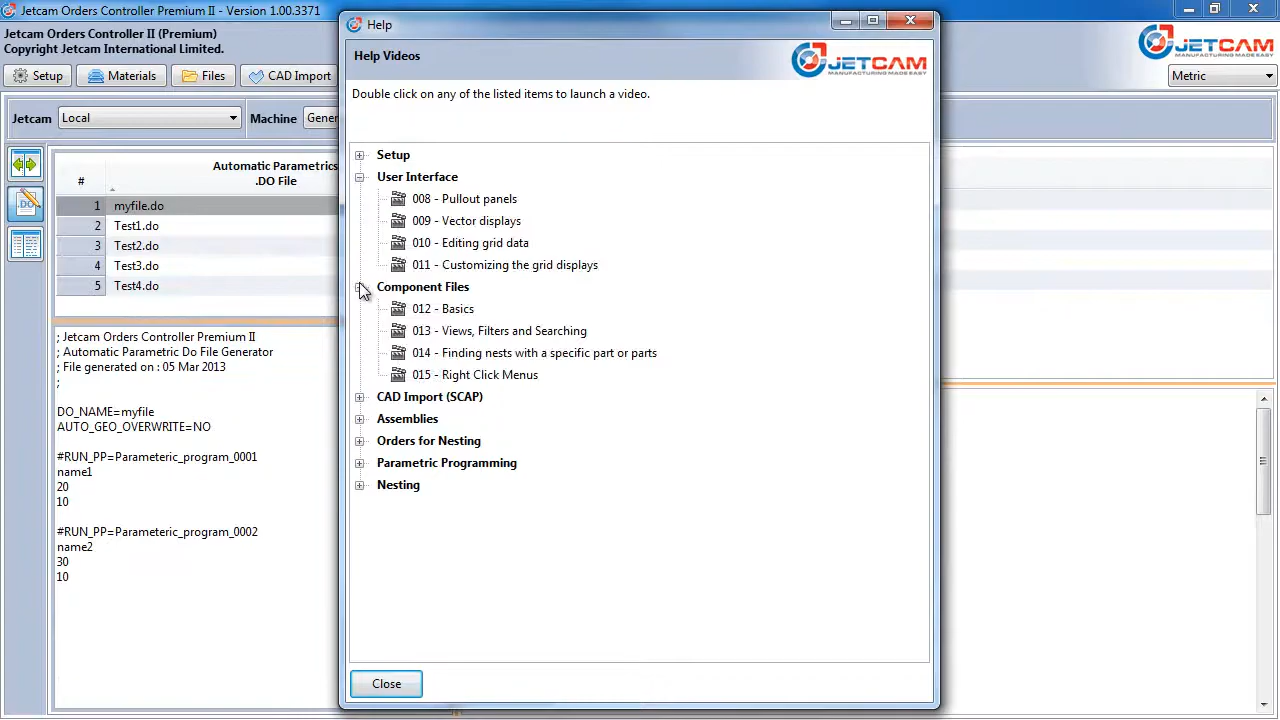 Jetcam Orders Controller Premium II - Version 1.00.3371
Jetcam Orders Controller II (Premium)
Copyright Jetcam International Limited.
Setup
Materials
Files
CAD Import
JETCAM
MANUFACTURING MADE EASY
Metric
Jetcam
Local
Machine
Gener
#
Automatic Parametrics
.DO File
1 myfile.do
2 Test1.do
3 Test2.do
4 Test3.do
5 Test4.do
; Jetcam Orders Controller Premium II
; Automatic Parametric Do File Generator
; File generated on : 05 Mar 2013
;
DO_NAME=myfile
AUTO_GEO_OVERWRITE=NO
#RUN_PP=Parameteric_program_0001
name1
20
10
#RUN_PP=Parameteric_program_0002
name2
30
10
Help
Help Videos
JETCAM
MANUFACTURING MADE EASY
Double click on any of the listed items to launch a video.
Setup
User Interface
008 - Pullout panels
009 - Vector displays
010 - Editing grid data
011 - Customizing the grid displays
Component Files
012 - Basics
013 - Views, Filters and Searching
014 - Finding nests with a specific part or parts
015 - Right Click Menus
CAD Import (SCAP)
Assemblies
Orders for Nesting
Parametric Programming
Nesting
Close